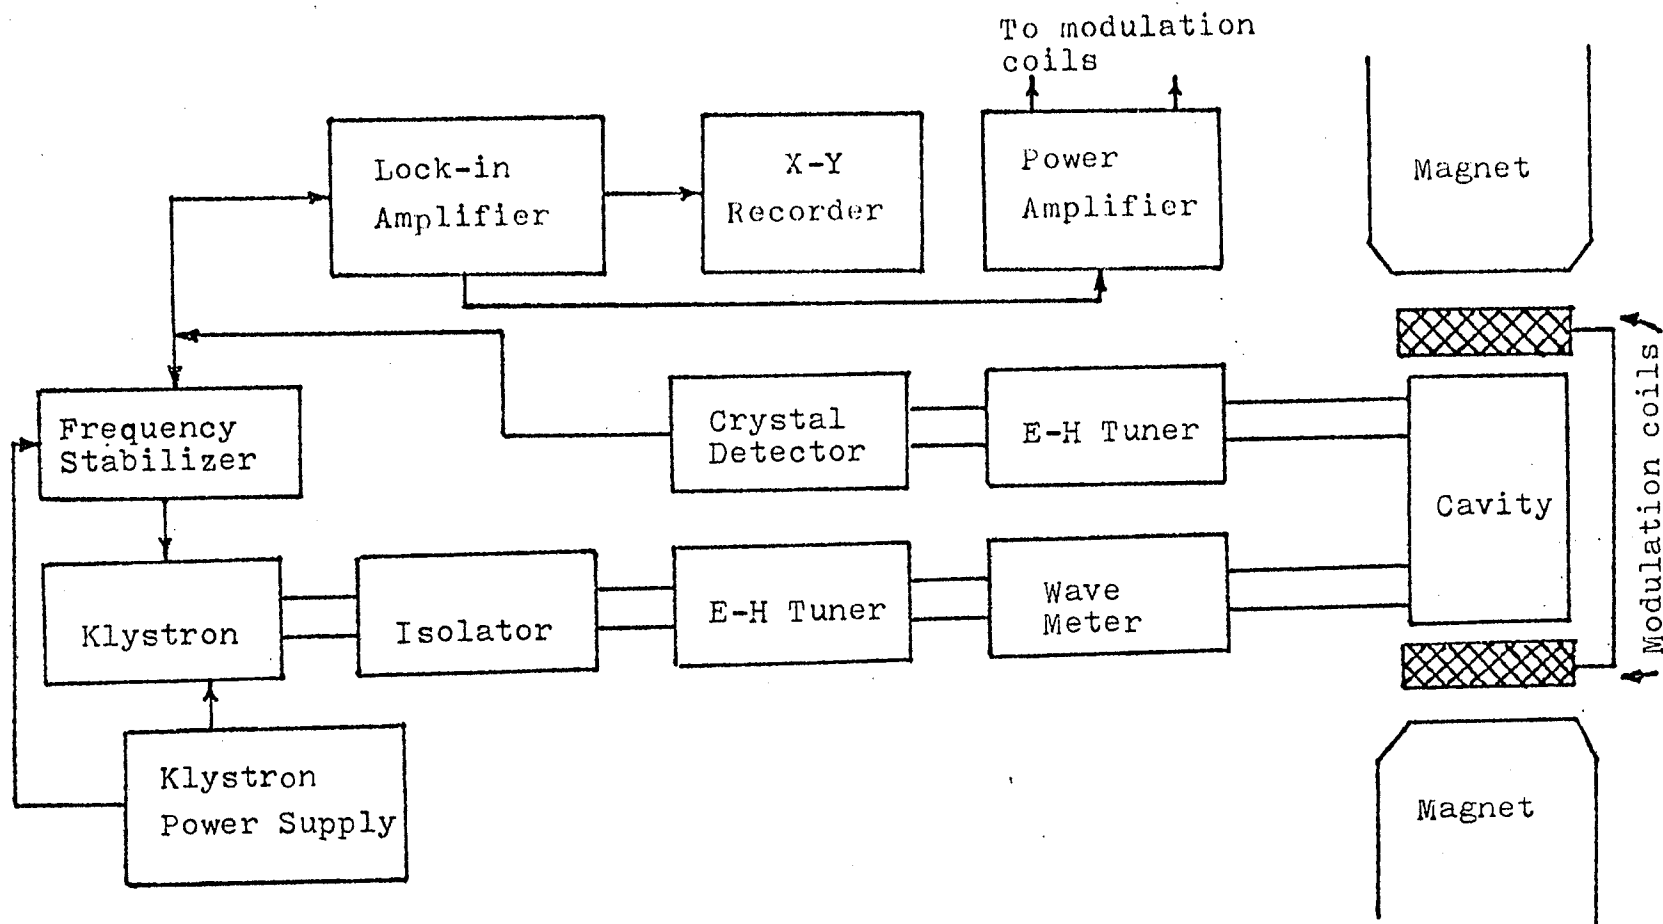 To modulation
coils
Lock-in
Amplifier
X-Y
Recorder
Power
Amplifier
Magnet
Frequency
Stabilizer
Crystal
Detector
E-H Tuner
Cavity
Modulation coils
Klystron
Isolator
E-H Tuner
Wave
Meter
Klystron
Power Supply
Magnet